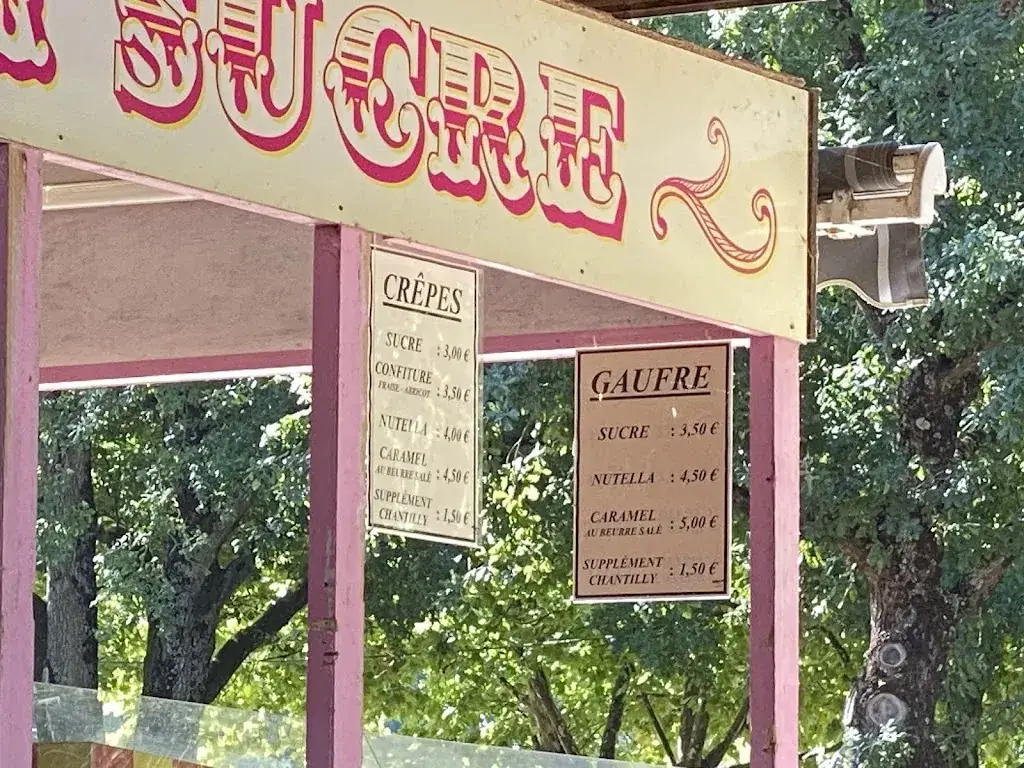 SUCRE
CRÊPES
SUCRE : 3,00 €
CONFITURE
FRAISE - ABRICOT : 3,50 €
NUTELLA : 4,00 €
CARAMEL
AU BEURRE SALÉ : 4,50 €
SUPPLÉMENT
CHANTILLY : 1,50 €
GAUFRE
SUCRE : 3,50 €
NUTELLA : 4,50 €
CARAMEL
AU BEURRE SALÉ : 5,00 €
SUPPLÉMENT
CHANTILLY : 1,50 €